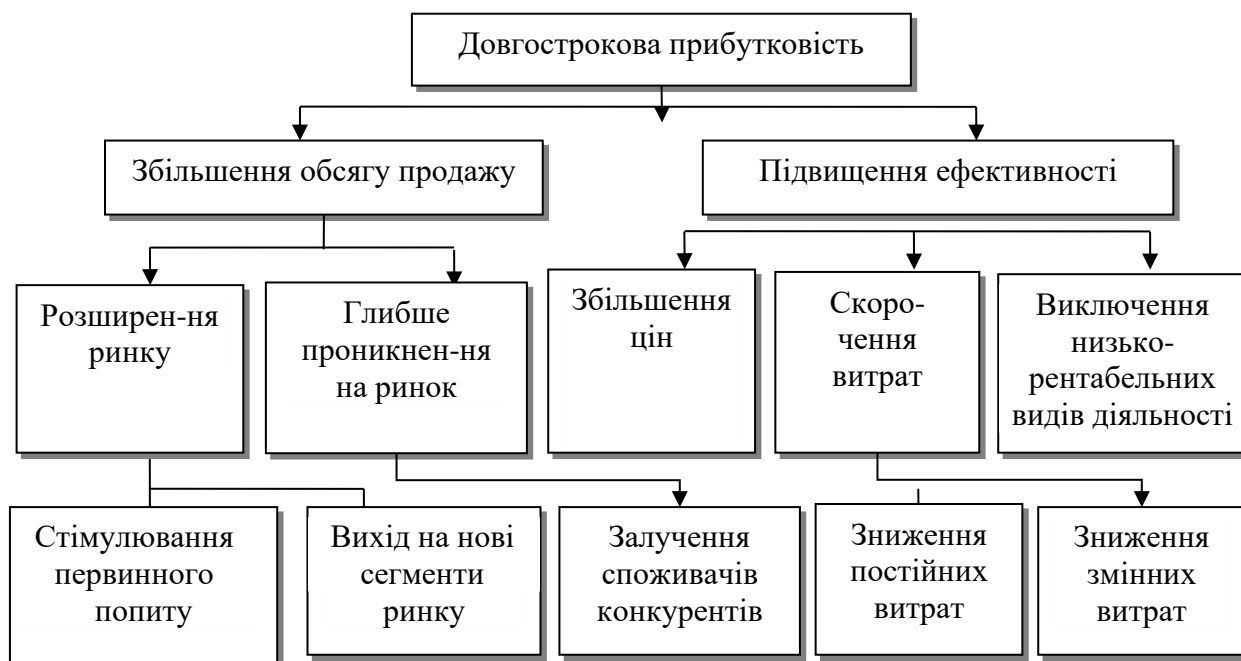 Довгострокова прибутковість
Збільшення обсягу продажу
Підвищення ефективності
Розширен-ня
ринку
Глибше
проникнен-ня
на ринок
Збільшення
цін
Скоро-
чення
витрат
Виключення
низько-
рентабельних
видів діяльності
Стімулювання
первинного
попиту
Вихід на нові
сегменти
ринку
Залучення
споживачів
конкурентів
Зниження
постійних
витрат
Зниження
змінних
витрат